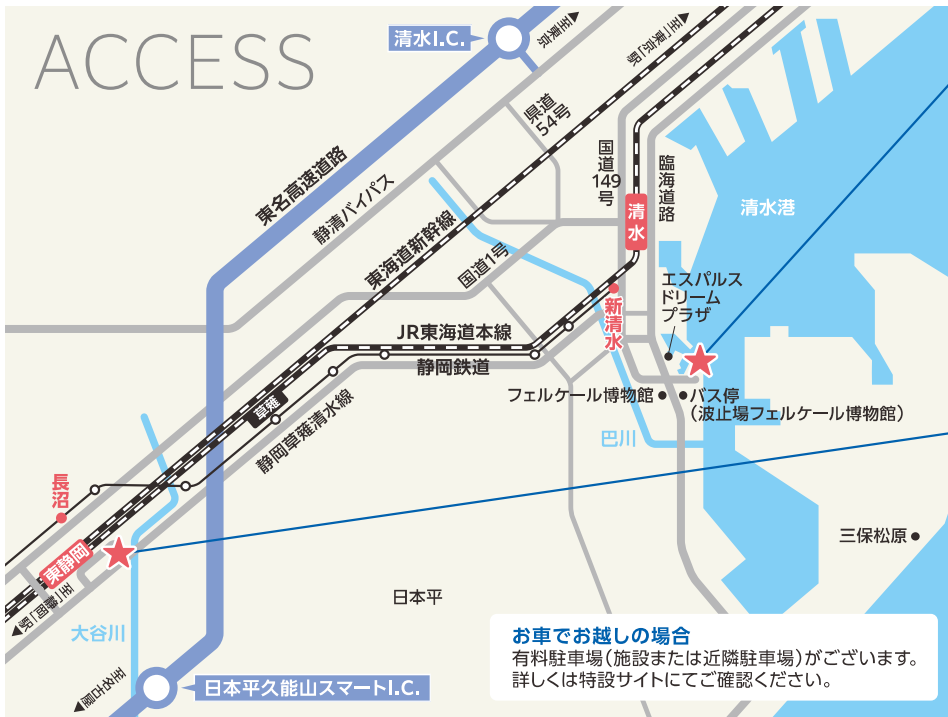 ACCESS
清水I.C.
至東京
至「東京」駅
県道
54号
国道149号
臨海道路
東名高速道路
静清バイパス
東海道新幹線
国道1号
清水
清水港
エスパルス
ドリーム
プラザ
新清水
JR東海道本線
静岡鉄道
草薙
静岡草薙清水線
フェルケール博物館
バス停
(波止場フェルケール博物館)
巴川
長沼
東静岡
至「静岡」駅
大谷川
三保松原
日本平
至名古屋
日本平久能山スマートI.C.
お車でお越しの場合
有料駐車場(施設または近隣駐車場)がございます。
詳しくは特設サイトにてご確認ください。